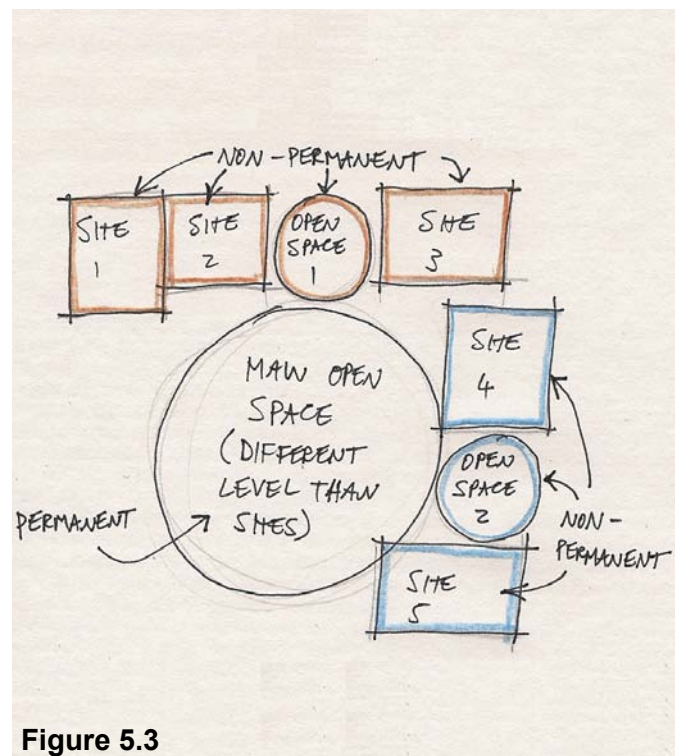 NON-PERMANENT
SITE
1
SITE
2
OPEN
SPACE
1
SITE
3
SITE
4
MAIN OPEN
SPACE
(DIFFERENT
LEVEL THAN
SITES)
PERMANENT
OPEN
SPACE
2
NON-
PERMANENT
SITE
5
Figure 5.3